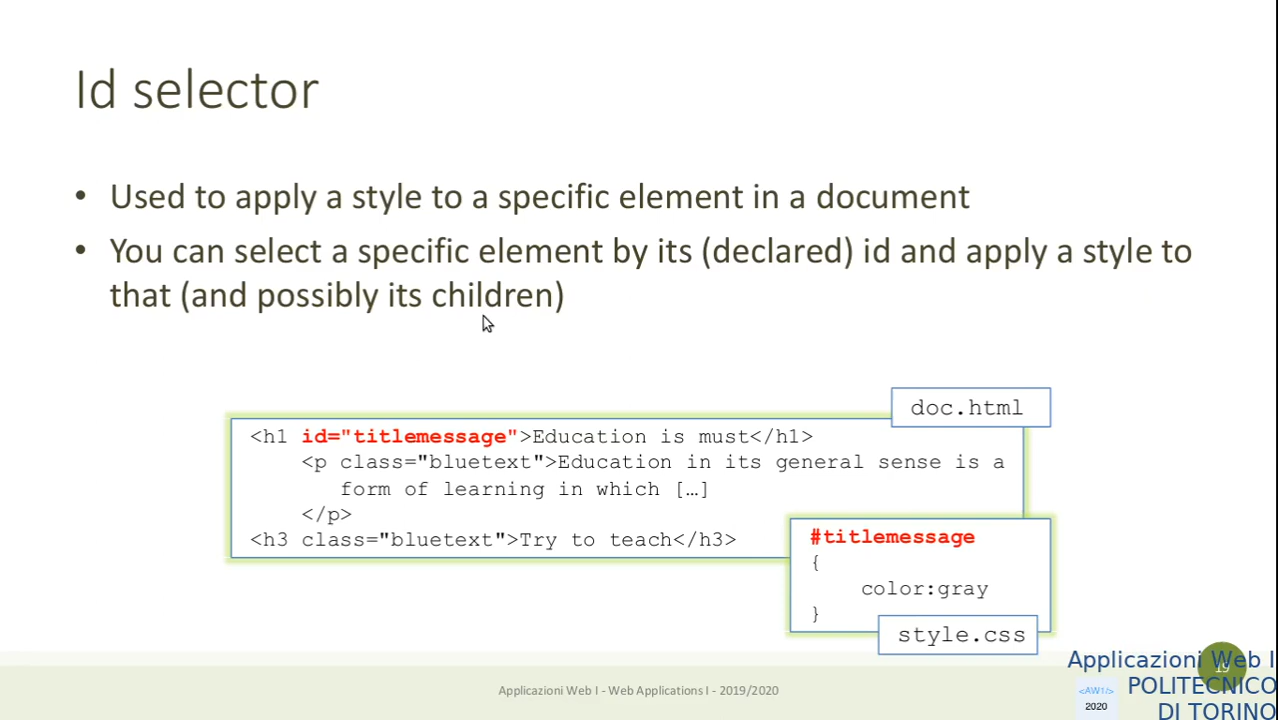 Id selector
• Used to apply a style to a specific element in a document
• You can select a specific element by its (declared) id and apply a style to
that (and possibly its children)
doc.html
<h1 id="titlemessage">Education is must</h1>
<p class="bluetext">Education in its general sense is a
form of learning in which […]
</p>
<h3 class="bluetext">Try to teach</h3>
#titlemessage
{
color:gray
}
style.css
Applicazioni Web I - Web Applications I - 2019/2020
Applicazioni Web I
POLITECNICO
DI TORINO
<AW1/>
2020